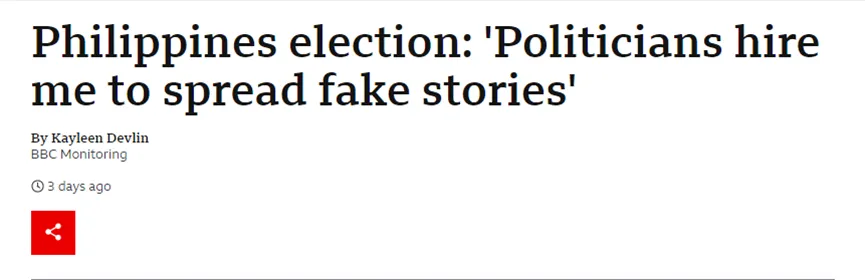 Philippines election: 'Politicians hire
me to spread fake stories'
By Kayleen Devlin
BBC Monitoring
3 days ago